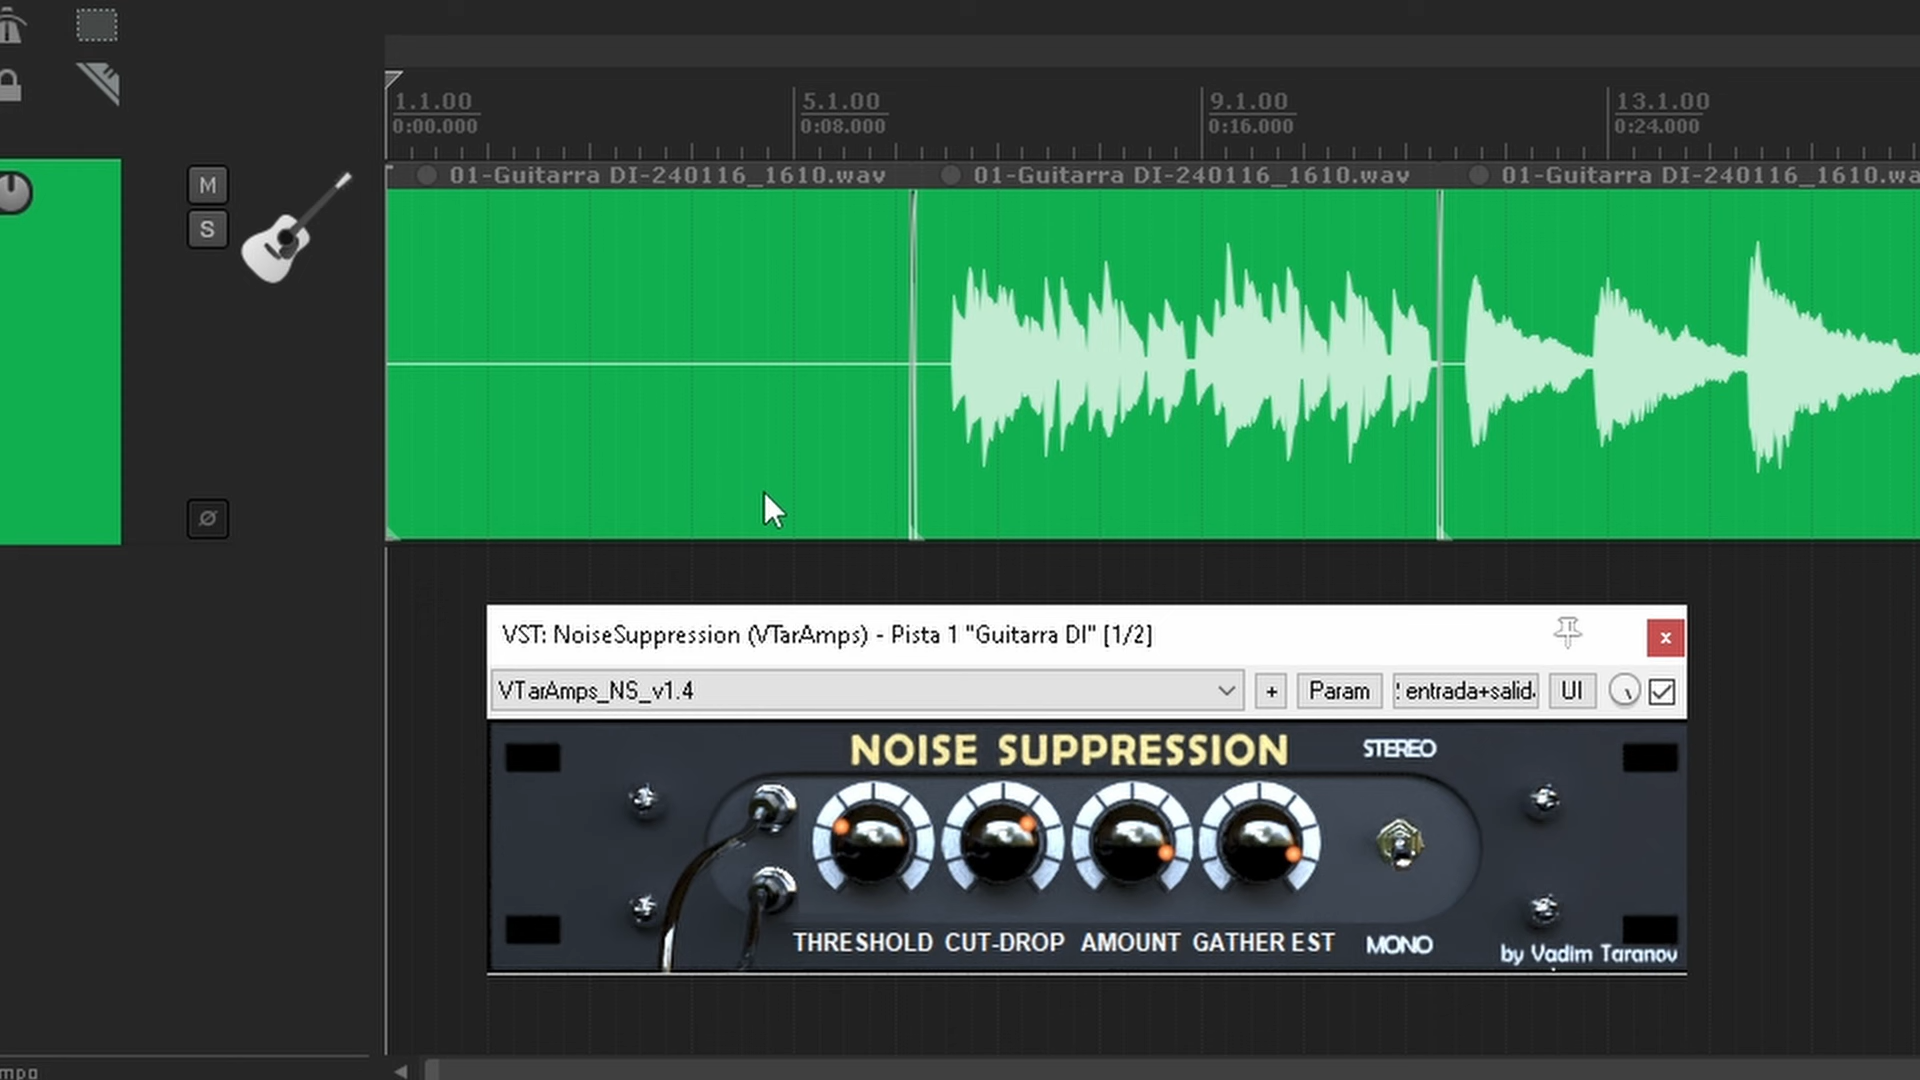 1.1.00
0:00.000
5.1.00
0:08.000
9.1.00
0:16.000
13.1.00
0:24.000
M
S
01-Guitarra DI-240116_1610.wav
01-Guitarra DI-240116_1610.wav
01-Guitarra DI-240116_1610.wa
Ø
VST: NoiseSuppression (VTarAmps) - Pista 1 "Guitarra DI" [1/2]
x
VTarAmps_NS_v1.4
+
Param
entrada+salid
UI
NOISE SUPPRESSION
STEREO
THRESHOLD CUT-DROP AMOUNT GATHER EST
MONO
by Vadim Taranov
mpo